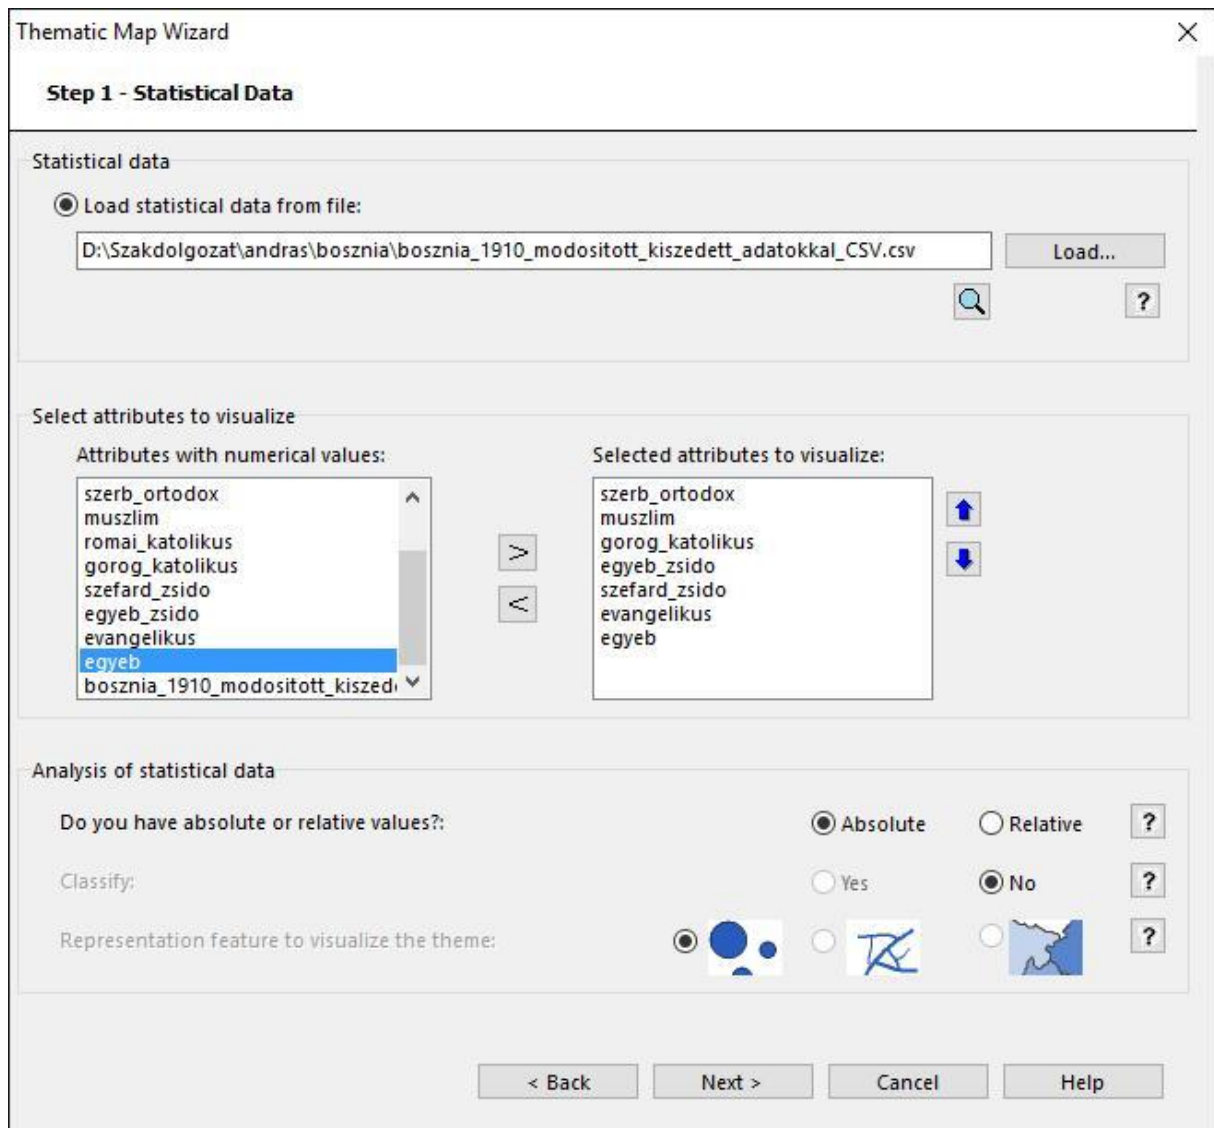 Thematic Map Wizard
Step 1 - Statistical Data
Statistical data
Load statistical data from file:
D:\Szakdolgozat\andras\bosznia\bosznia_1910_modositott_kiszedett_adatokkal_CSV.csv
Load...
?
Select attributes to visualize
Attributes with numerical values:
szerb_ortodox
muszlim
romai_katolikus
gorog_katolikus
szefard_zsido
egyeb_zsido
evangelikus
egyeb
bosznia_1910_modositott_kiszed
>
<
Selected attributes to visualize:
szerb_ortodox
muszlim
gorog_katolikus
egyeb_zsido
szefard_zsido
evangelikus
egyeb
Analysis of statistical data
Do you have absolute or relative values?: Absolute Relative ?
Classify: Yes No ?
Representation feature to visualize the theme: ?
< Back Next > Cancel Help